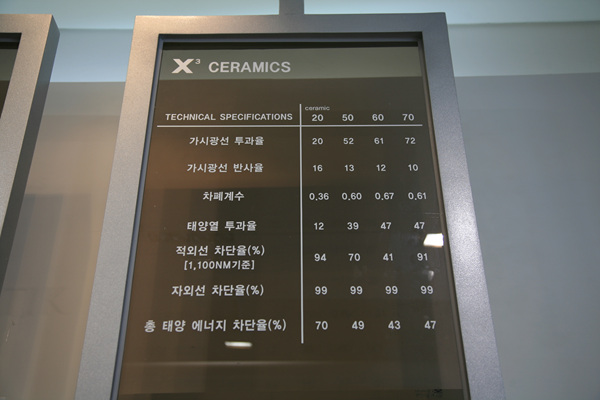 X³ CERAMICS
ceramic
TECHNICAL SPECIFICATIONS 20 50 60 70
가시광선 투과율 20 52 61 72
가시광선 반사율 16 13 12 10
차폐계수 0.36 0.60 0.67 0.61
태양열 투과율 12 39 47 47
적외선 차단율(%) 94 70 41 91
[1,100NM기준]
자외선 차단율(%) 99 99 99 99
총 태양 에너지 차단율(%) 70 49 43 47